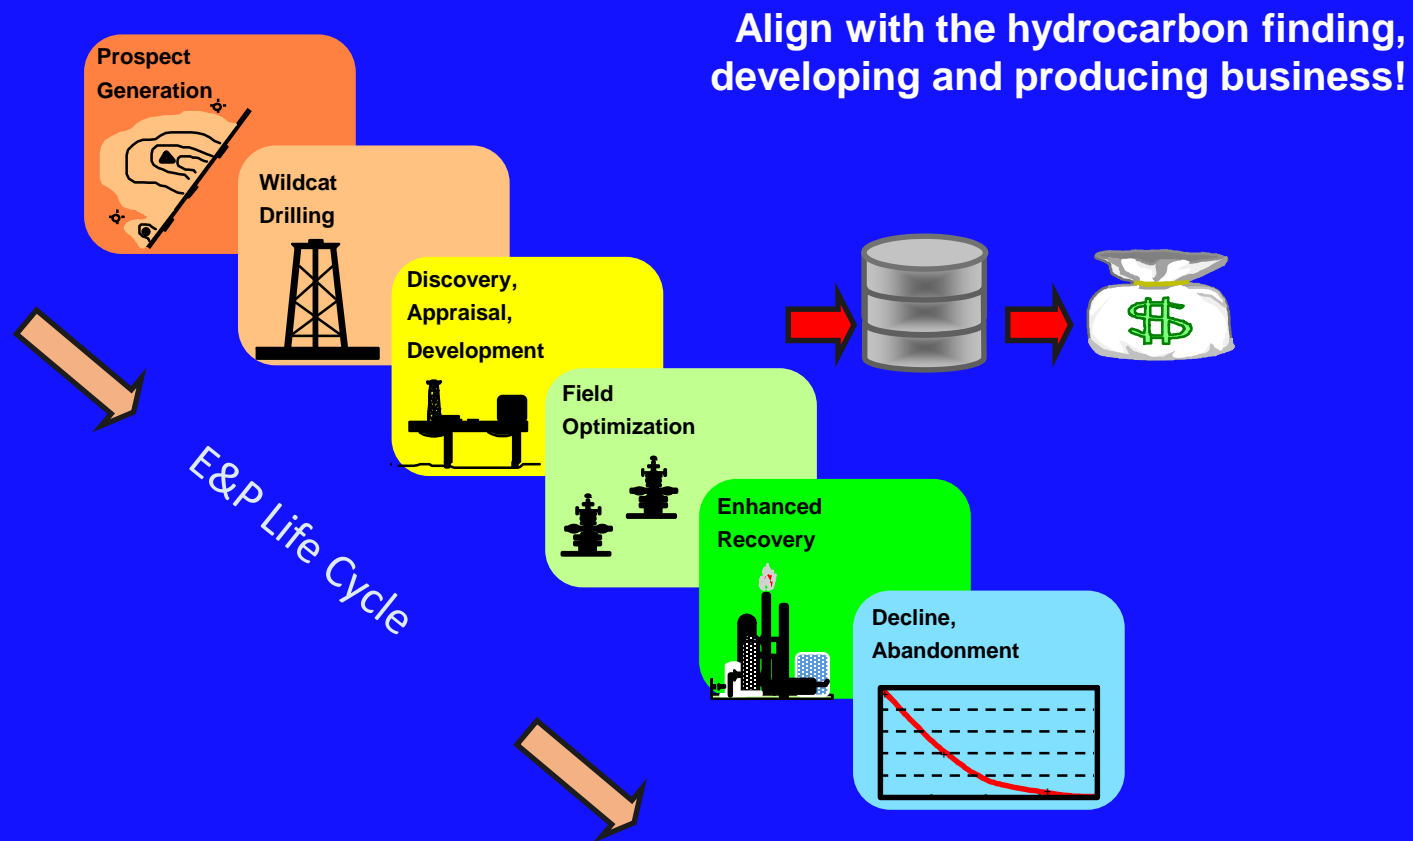 Align with the hydrocarbon finding,
developing and producing business!
Prospect
Generation
Wildcat
Drilling
Discovery,
Appraisal,
Development
Field
Optimization
Enhanced
Recovery
Decline,
Abandonment
E&P Life Cycle
$